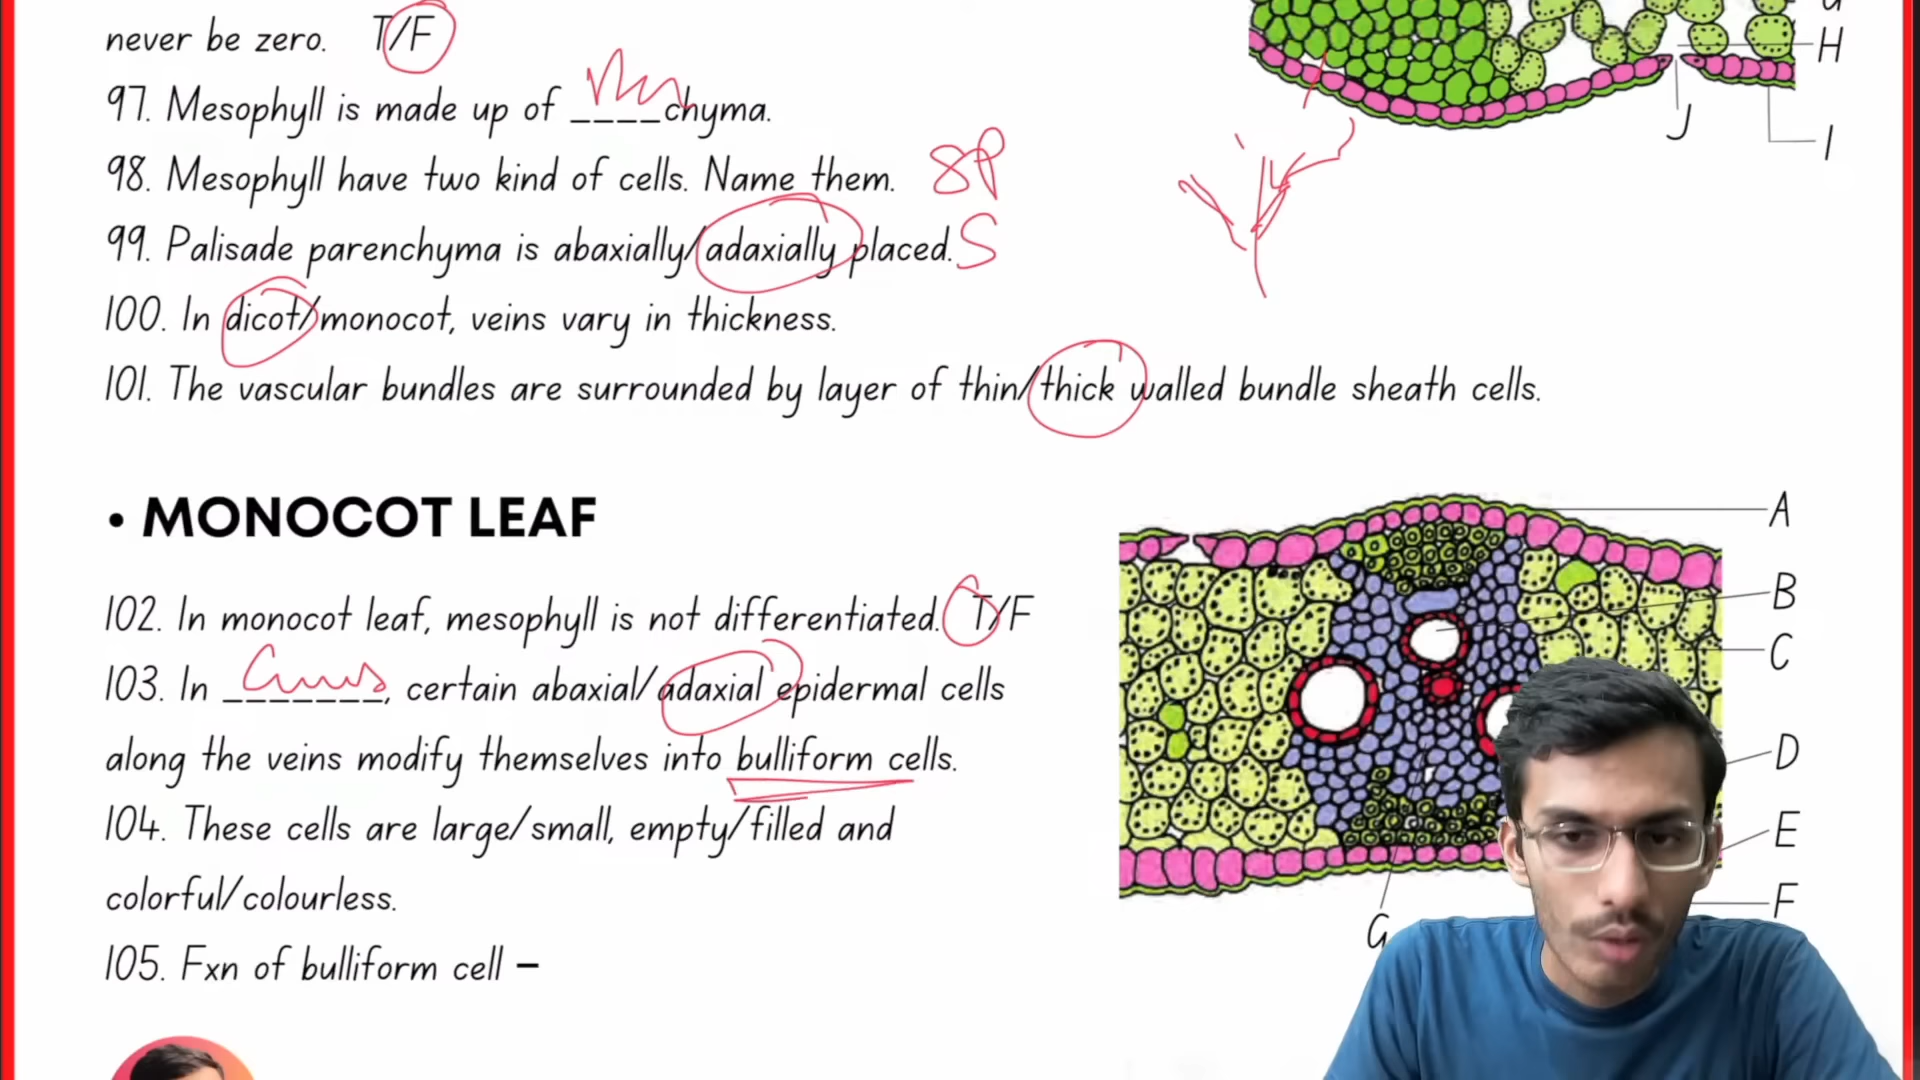 never be zero. T/F
97. Mesophyll is made up of ____chyma.
98. Mesophyll have two kind of cells. Name them. SP
99. Palisade parenchyma is abaxially/adaxially placed. S
100. In dicot/monocot, veins vary in thickness.
101. The vascular bundles are surrounded by layer of thin/thick walled bundle sheath cells.
• MONOCOT LEAF
102. In monocot leaf, mesophyll is not differentiated. T/F
103. In _______, certain abaxial/adaxial epidermal cells
along the veins modify themselves into bulliform cells.
104. These cells are large/small, empty/filled and
colorful/colourless.
105. Fxn of bulliform cell –
H
J
I
A
B
C
D
E
F
G